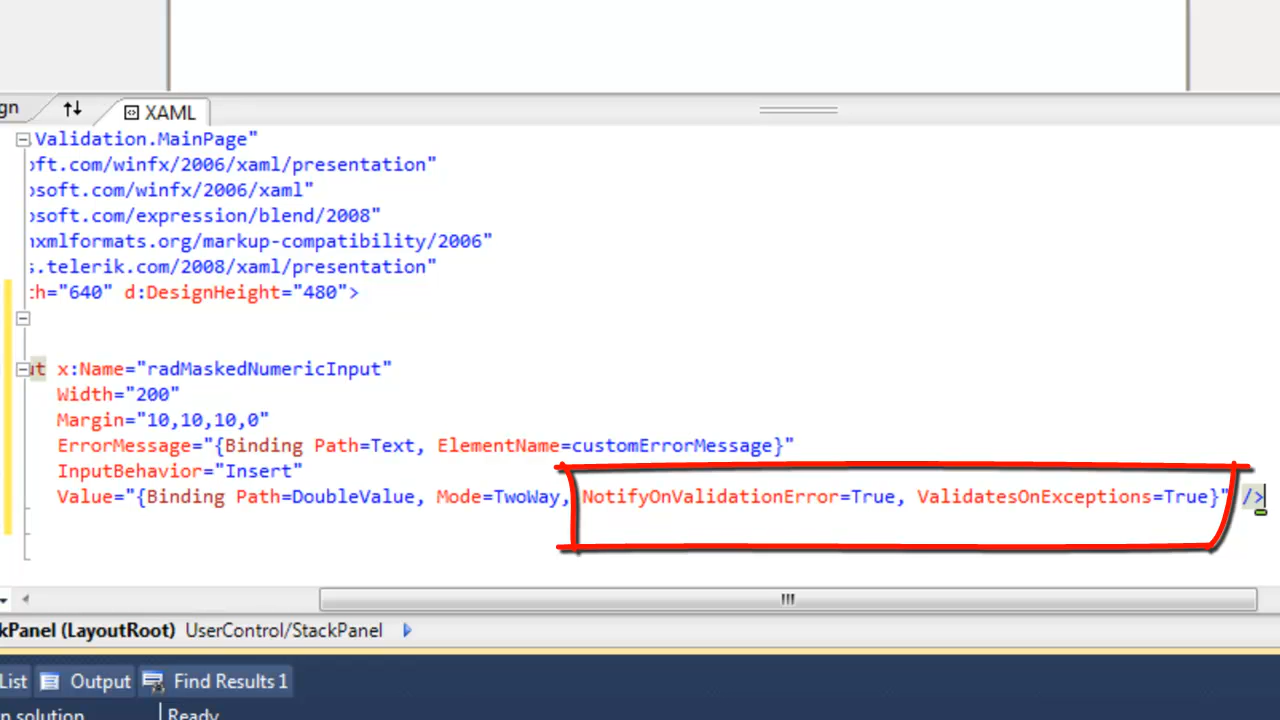 gn XAML
Validation.MainPage"
oft.com/winfx/2006/xaml/presentation"
osoft.com/winfx/2006/xaml"
osoft.com/expression/blend/2008"
nxmlformats.org/markup-compatibility/2006"
s.telerik.com/2008/xaml/presentation"
th="640" d:DesignHeight="480">
ut x:Name="radMaskedNumericInput"
Width="200"
Margin="10,10,10,0"
ErrorMessage="{Binding Path=Text, ElementName=customErrorMessage}"
InputBehavior="Insert"
Value="{Binding Path=DoubleValue, Mode=TwoWay, NotifyOnValidationError=True, ValidatesOnExceptions=True}" />
kPanel (LayoutRoot) UserControl/StackPanel
List Output Find Results 1
n solution Ready